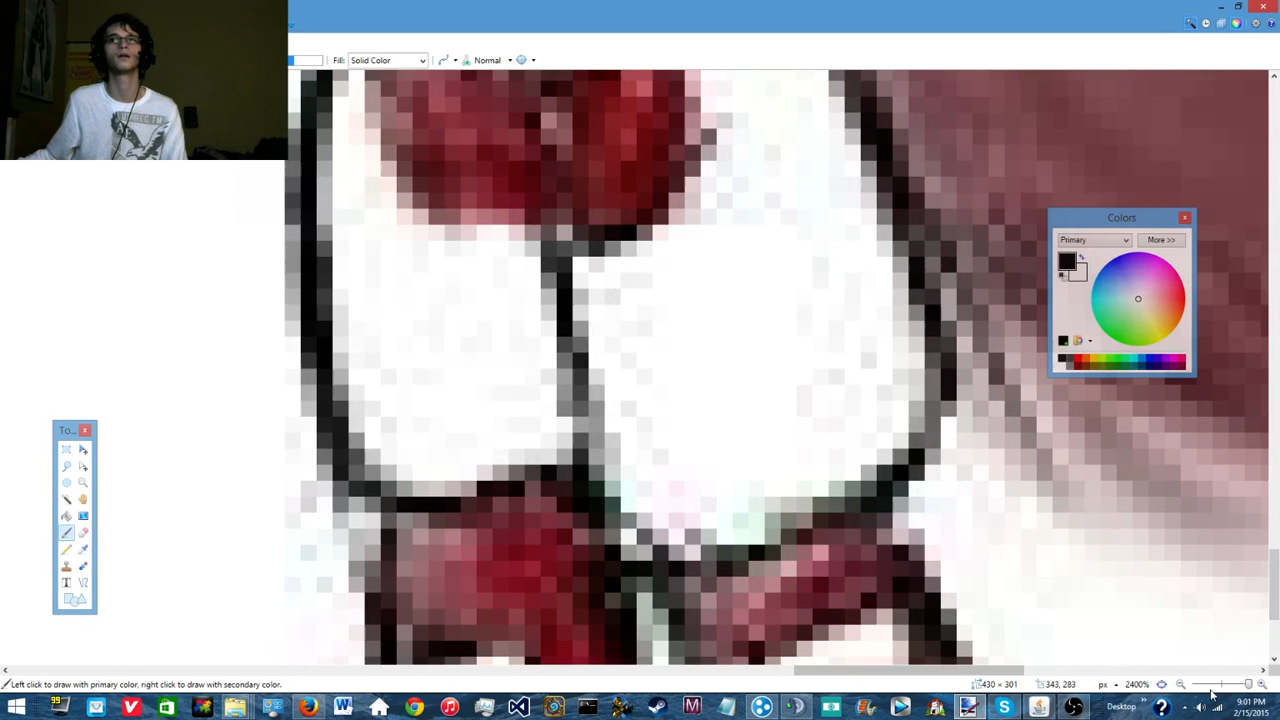 Fill: Solid Color Normal
Colors
Primary More >>
To...
Left click to draw with primary color, right click to draw with secondary color.
430 × 301 343, 283 px 2400%
99
Desktop
9:01 PM
2/15/2015